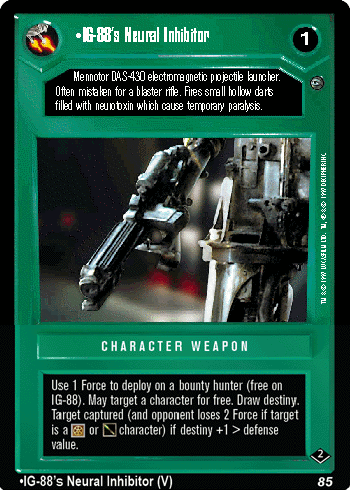 •IG-88's Neural Inhibitor
1
Mennotor DAS-430 electromagnetic projectile launcher.
Often mistaken for a blaster rifle. Fires small hollow darts
filled with neurotoxin which cause temporary paralysis.
CHARACTER WEAPON
Use 1 Force to deploy on a bounty hunter (free on
IG-88). May target a character for free. Draw destiny.
Target captured (and opponent loses 2 Force if target
is a or character) if destiny +1 > defense
value.
2
•IG-88's Neural Inhibitor (V)
85